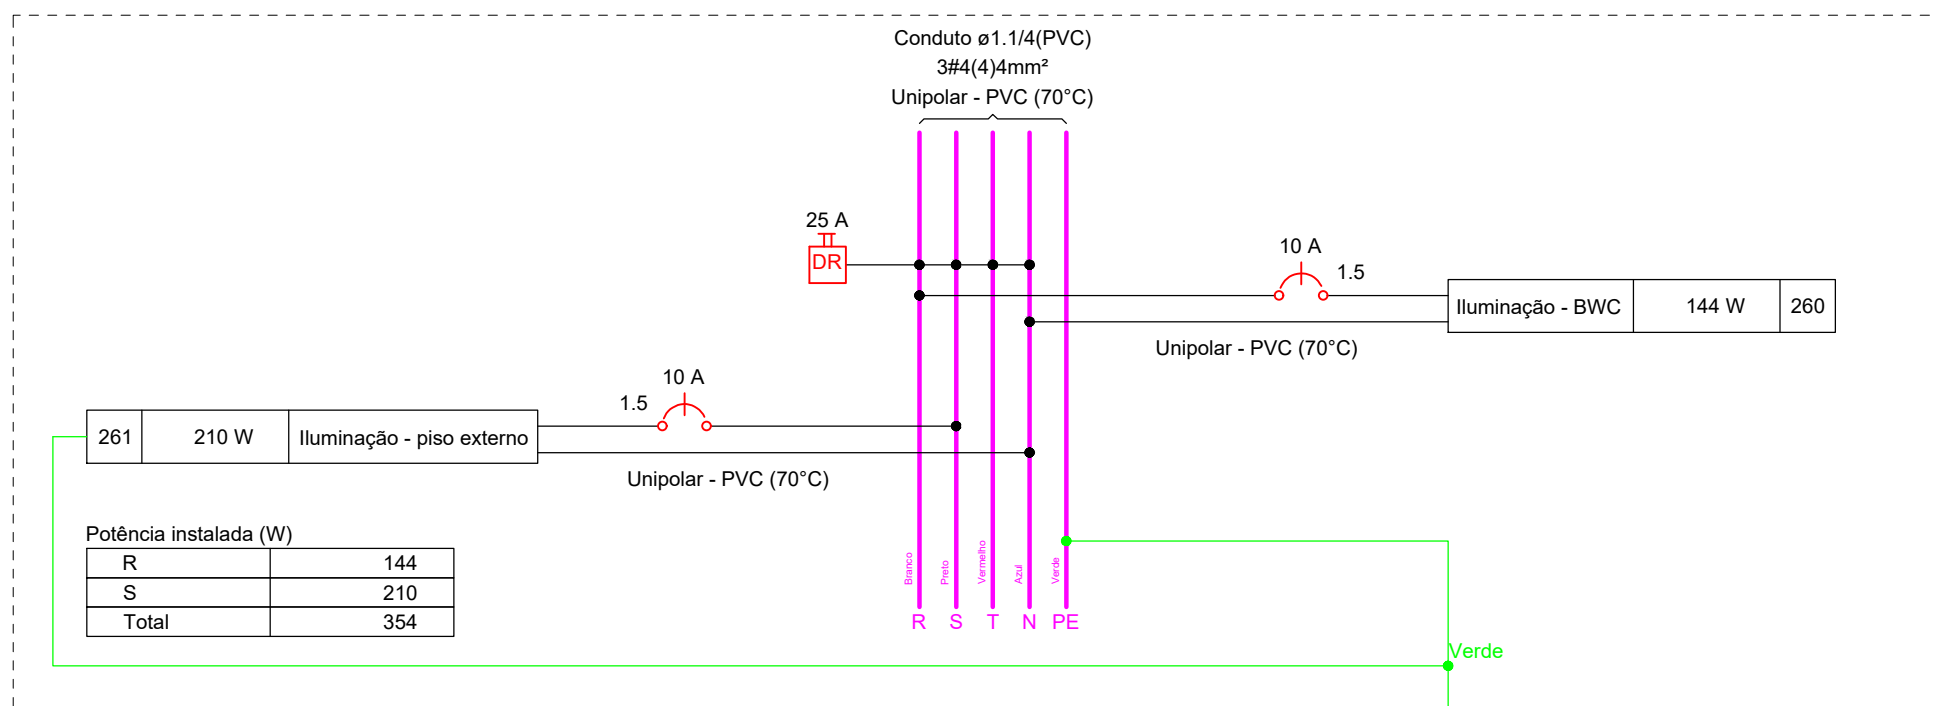 Conduto ø1.1/4(PVC)
3#4(4)4mm²
Unipolar - PVC (70°C)
25 A
DR
10 A
1.5
Iluminação - BWC 144 W 260
Unipolar - PVC (70°C)
10 A
1.5
261 210 W Iluminação - piso externo
Unipolar - PVC (70°C)
Potência instalada (W)
R 144
S 210
Total 354
Branco
Preto
Vermelho
Azul
Verde
R S T N PE
Verde